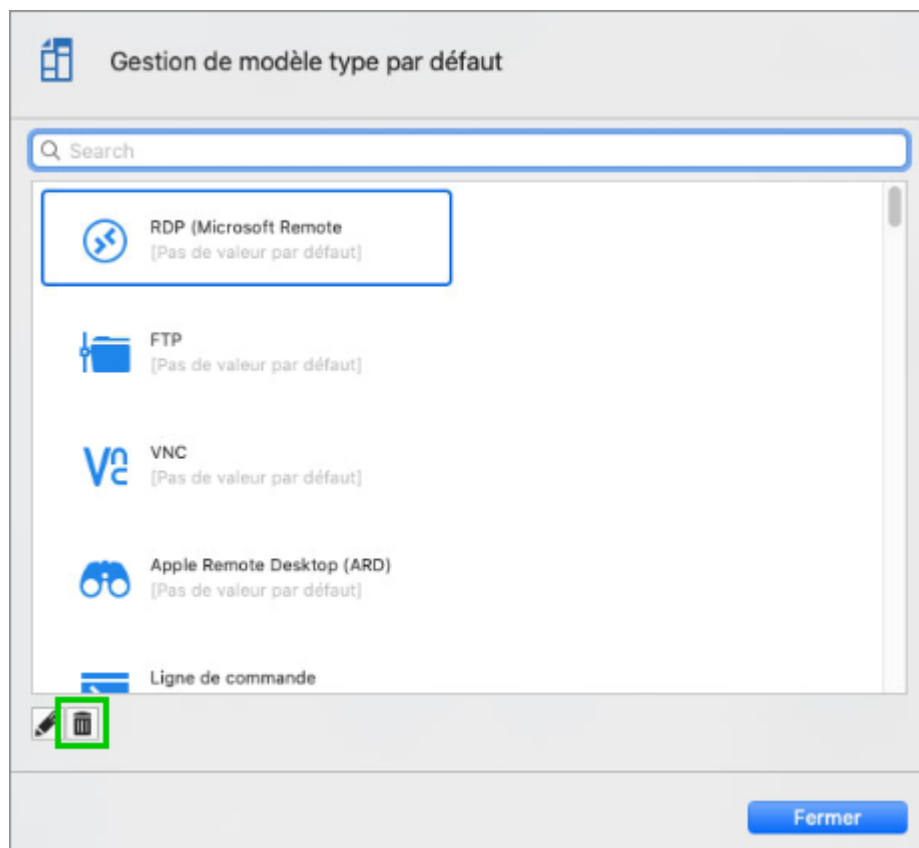 Gestion de modèle type par défaut
Search
RDP (Microsoft Remote
[Pas de valeur par défaut]
FTP
[Pas de valeur par défaut]
VNC
[Pas de valeur par défaut]
Apple Remote Desktop (ARD)
[Pas de valeur par défaut]
Ligne de commande
Fermer